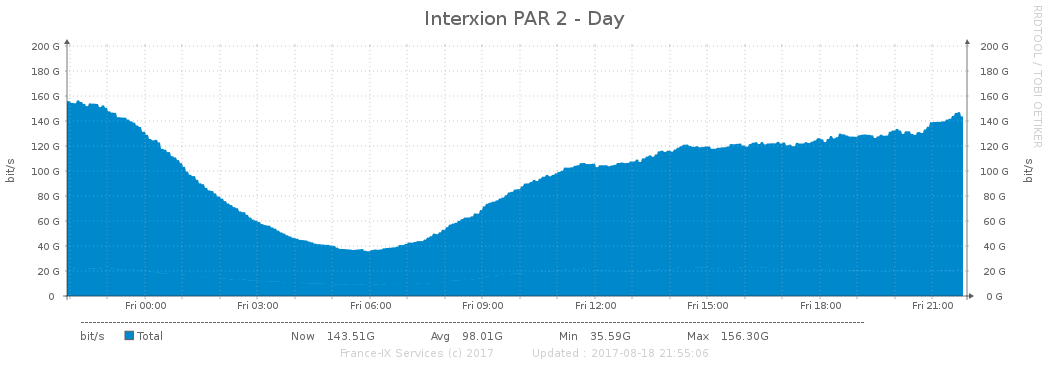 Interxion PAR 2 - Day
RRDTOOL / TOBI OETIKER
200 G 200 G
180 G 180 G
160 G 160 G
140 G 140 G
120 G 120 G
100 G 100 G
80 G 80 G
60 G 60 G
40 G 40 G
20 G 20 G
0 0 G
bit/s
bit/s
Fri 00:00 Fri 03:00 Fri 06:00 Fri 09:00 Fri 12:00 Fri 15:00 Fri 18:00 Fri 21:00
bit/s Total Now 143.51G Avg 98.01G Min 35.59G Max 156.30G
France-IX Services (c) 2017 Updated : 2017-08-18 21:55:06